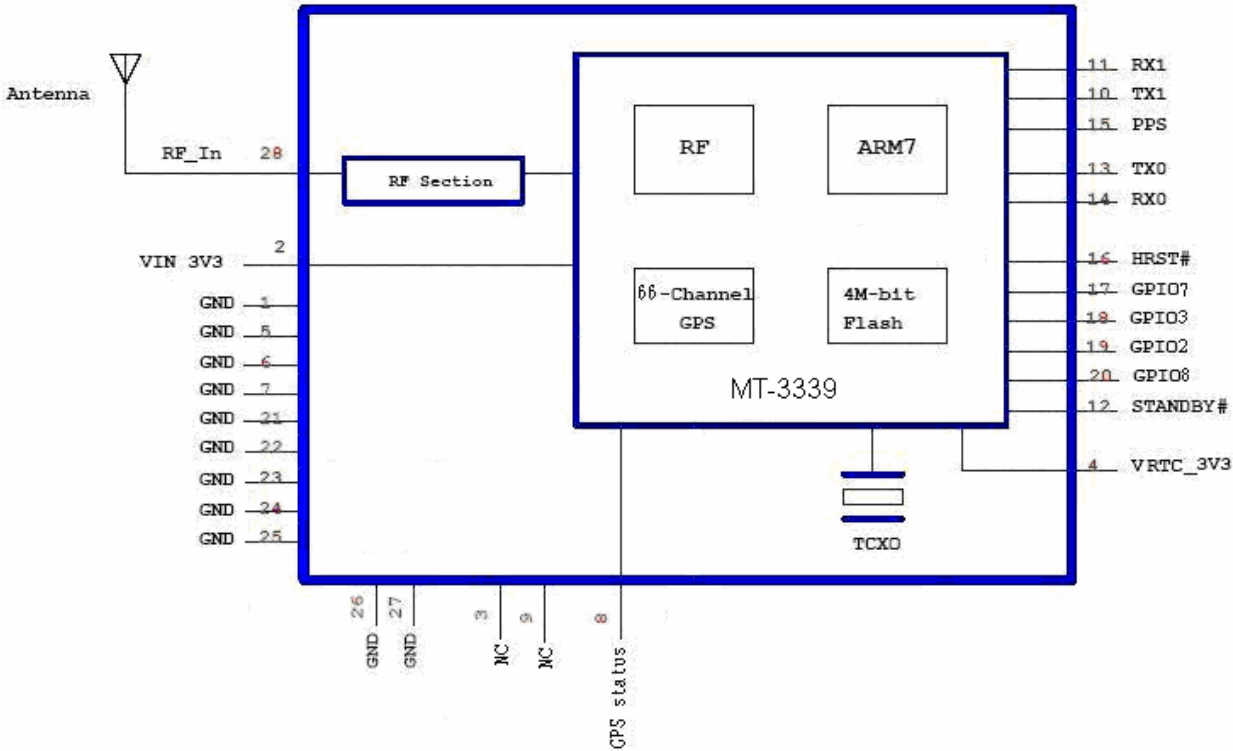 Antenna
RF_In 28
VIN 3V3 2
GND 1
GND 5
GND 6
GND 7
GND 21
GND 22
GND 23
GND 24
GND 25
RF Section
RF
ARM7
66-Channel
GPS
4M-bit
Flash
MT-3339
TCXO
11 RX1
10 TX1
15 PPS
13 TX0
14 RX0
16 HRST#
17 GPIO7
18 GPIO3
19 GPIO2
20 GPIO8
12 STANDBY#
4 VRTC_3V3
26 GND
27 GND
3 NC
9 NC
8 GPS status